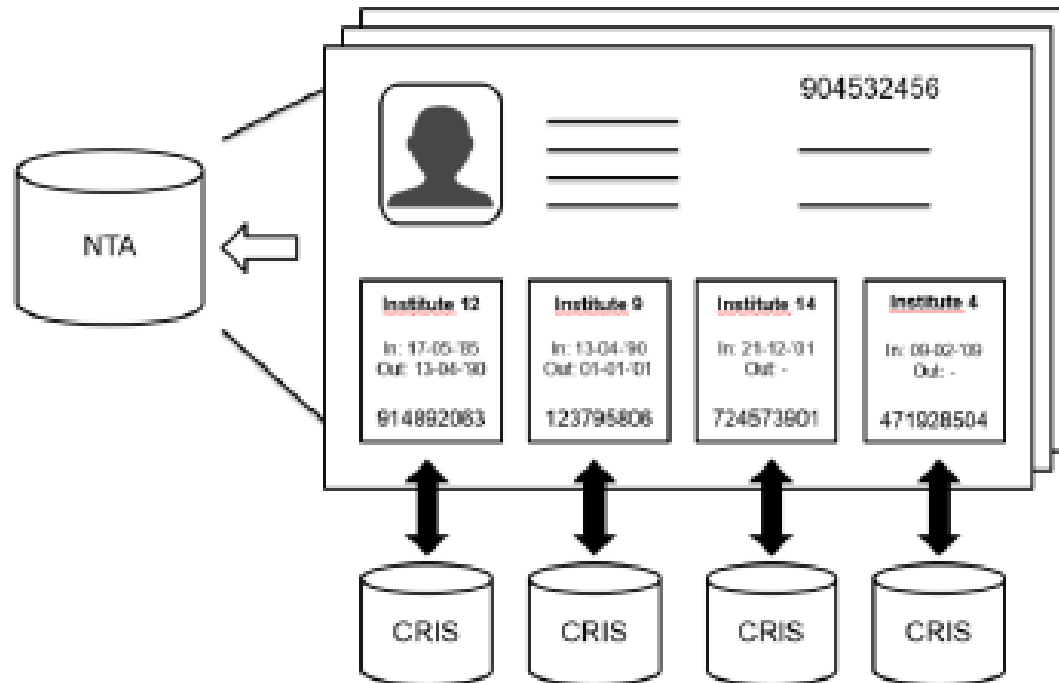 904532456
NTA
Institute 12
In: 17-05-'85
Out: 13-04-'90
914892063
Institute 9
In: 13-04-'90
Out: 01-01-'01
123795806
Institute 14
In: 21-12-'01
Out: -
724573901
Institute 4
In: 09-02-'09
Out: -
471928504
CRIS
CRIS
CRIS
CRIS